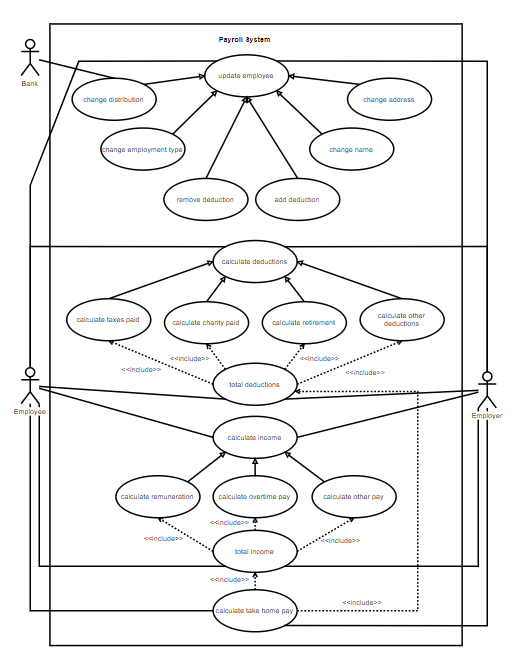 Payroll System
update employee
Bank
change distribution
change address
change employment type
change name
remove deduction
add deduction
calculate deductions
calculate taxes paid
calculate charity paid
calculate retirement
calculate other
deductions
<<include>>
<<include>>
<<include>>
<<include>>
total deductions
Employee
Employer
calculate income
calculate remuneration
calculate overtime pay
calculate other pay
<<include>>
<<include>>
<<include>>
total income
<<include>>
<<include>>
calculate take home pay